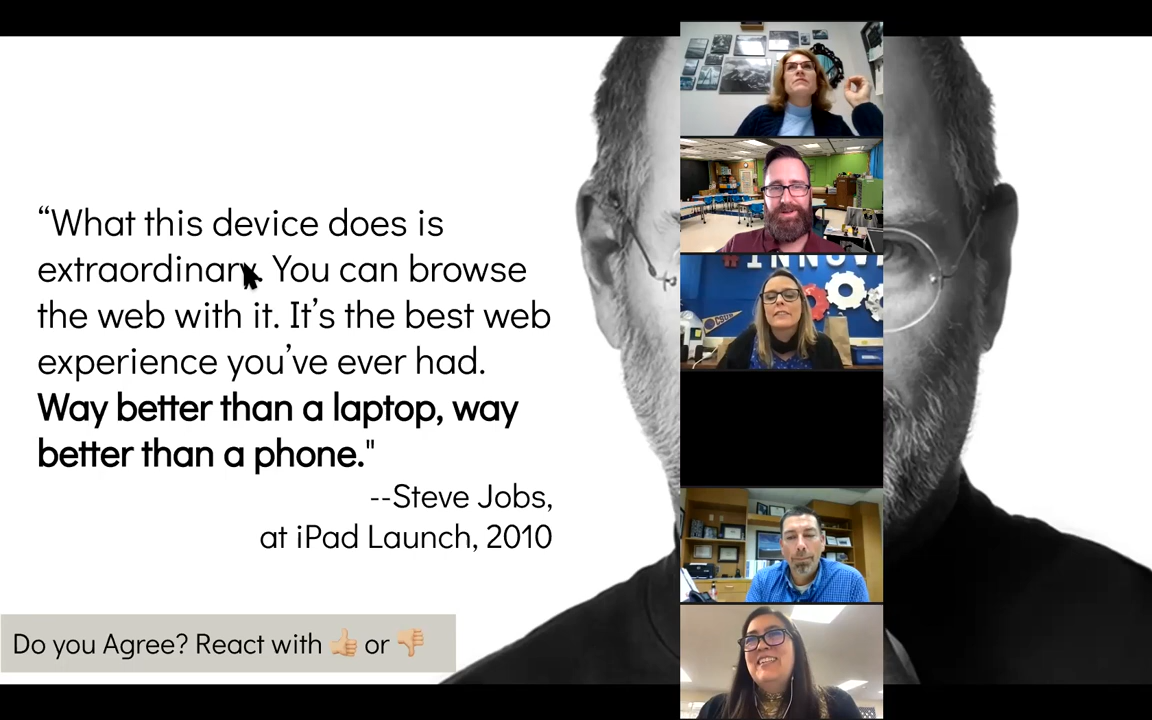 “What this device does is
extraordinary. You can browse
the web with it. It’s the best web
experience you’ve ever had.
Way better than a laptop, way
better than a phone."
--Steve Jobs,
at iPad Launch, 2010
Do you Agree? React with 👍🏼 or 👎🏼
CSUB